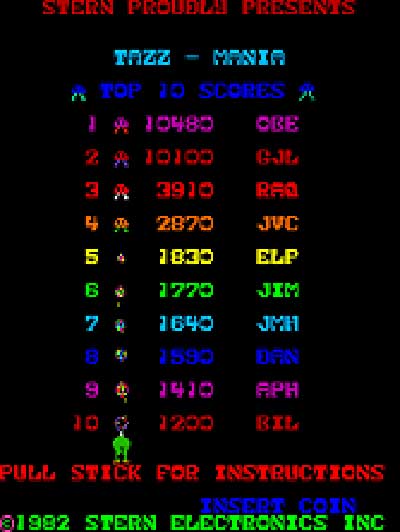 STERN PROUDLY PRESENTS
TAZZ - MANIA
TOP 10 SCORES
1 10480 OBE
2 10100 GJL
3 3910 RAQ
4 2870 JVC
5 1830 ELP
6 1770 JIM
7 1640 JMH
8 1590 DAN
9 1410 APH
10 1200 BIL
PULL STICK FOR INSTRUCTIONS
INSERT COIN
©1982 STERN ELECTRONICS INC